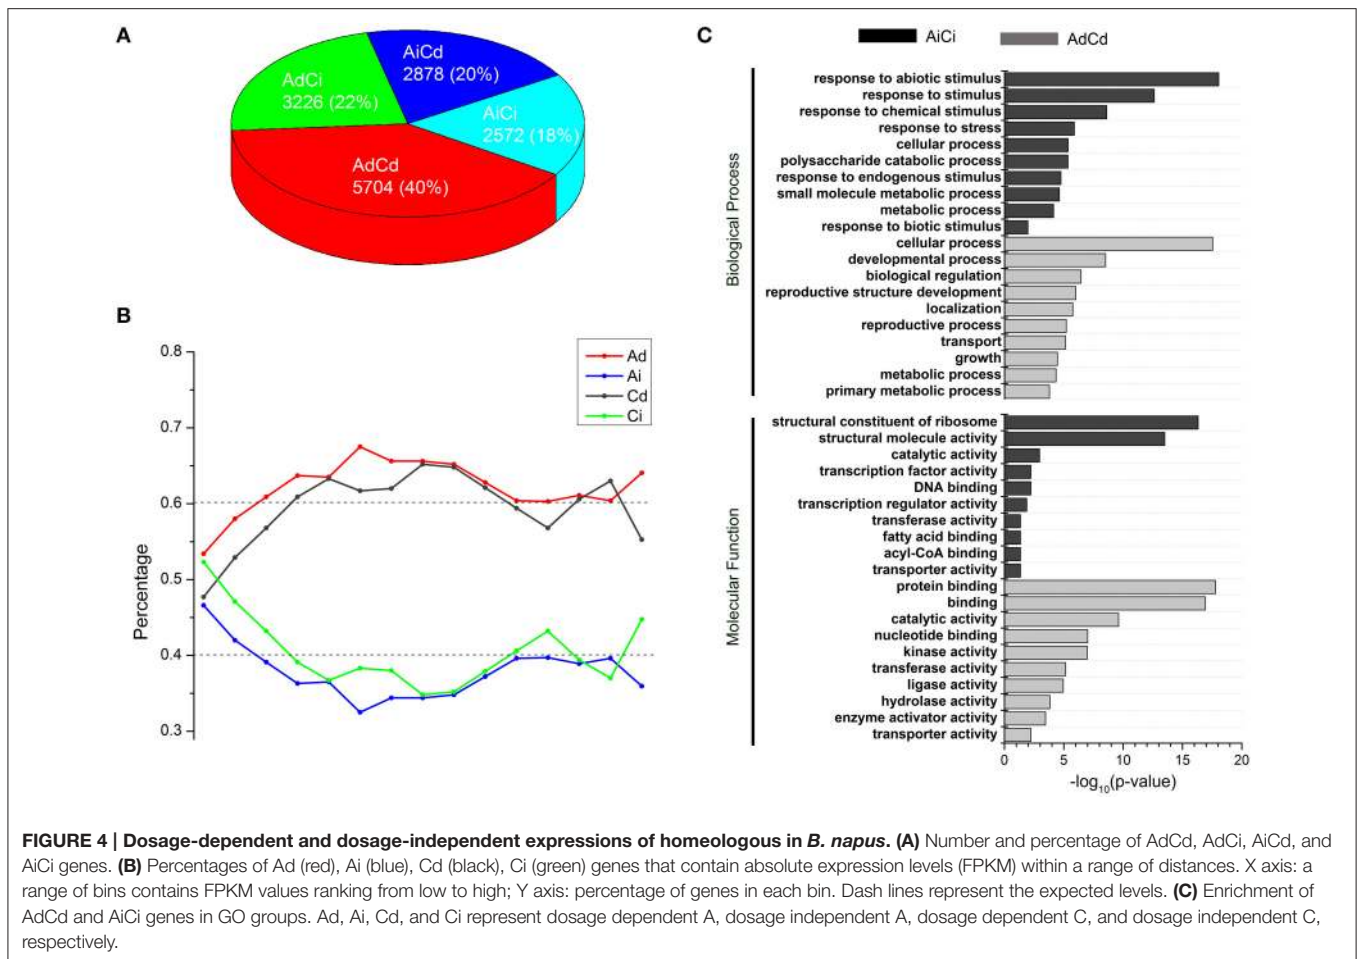 A
AiCd
2878 (20%)
AdCi
3226 (22%)
AiCi
2572 (18%)
AdCd
5704 (40%)
B
0.8
0.7
0.6
0.5
0.4
0.3
Percentage
Ad
Ai
Cd
Ci
C
AiCi
AdCd
Biological Process
response to abiotic stimulus
response to stimulus
response to chemical stimulus
response to stress
cellular process
polysaccharide catabolic process
response to endogenous stimulus
small molecule metabolic process
metabolic process
response to biotic stimulus
cellular process
developmental process
biological regulation
reproductive structure development
localization
reproductive process
transport
growth
metabolic process
primary metabolic process
Molecular Function
structural constituent of ribosome
structural molecule activity
catalytic activity
transcription factor activity
DNA binding
transcription regulator activity
transferase activity
fatty acid binding
acyl-CoA binding
transporter activity
protein binding
binding
catalytic activity
nucleotide binding
kinase activity
transferase activity
ligase activity
hydrolase activity
enzyme activator activity
transporter activity
0 5 10 15 20
-log10(p-value)
FIGURE 4 | Dosage-dependent and dosage-independent expressions of homeologous in B. napus. (A) Number and percentage of AdCd, AdCi, AiCd, and
AiCi genes. (B) Percentages of Ad (red), Ai (blue), Cd (black), Ci (green) genes that contain absolute expression levels (FPKM) within a range of distances. X axis: a
range of bins contains FPKM values ranking from low to high; Y axis: percentage of genes in each bin. Dash lines represent the expected levels. (C) Enrichment of
AdCd and AiCi genes in GO groups. Ad, Ai, Cd, and Ci represent dosage dependent A, dosage independent A, dosage dependent C, and dosage independent C,
respectively.